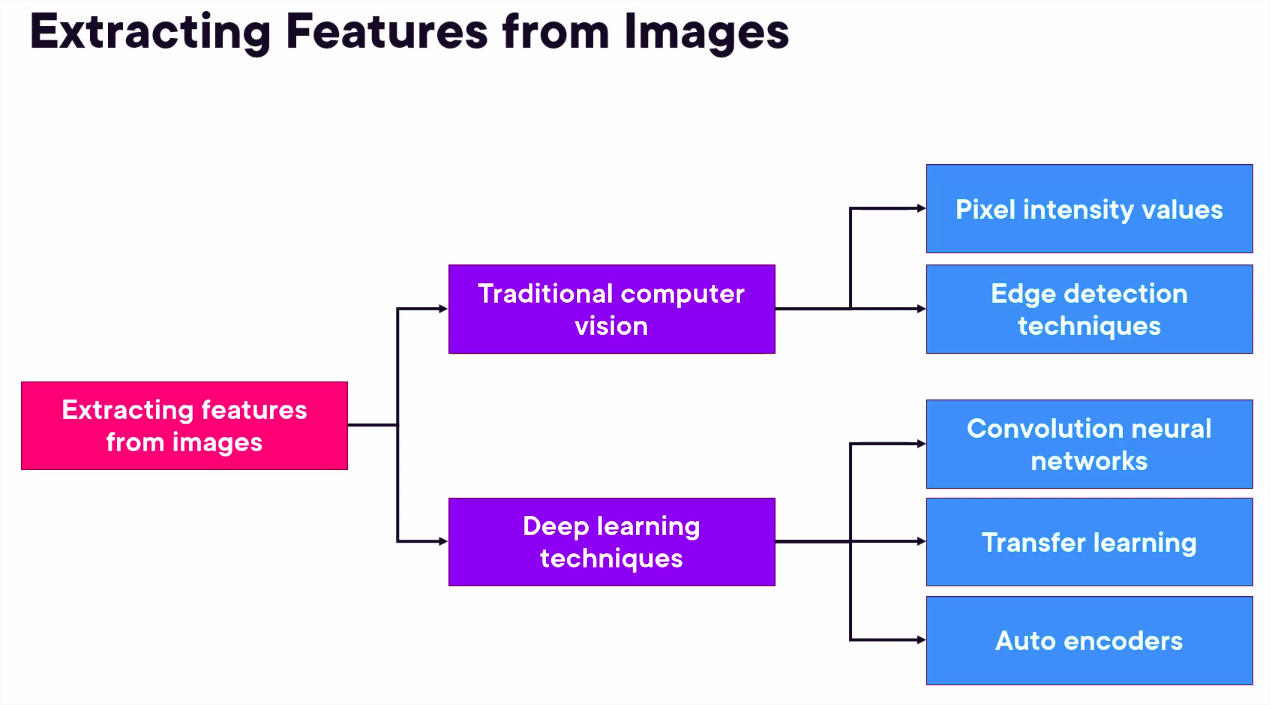 Extracting Features from Images
Pixel intensity values
Traditional computer
vision
Edge detection
techniques
Extracting features
from images
Convolution neural
networks
Deep learning
techniques
Transfer learning
Auto encoders